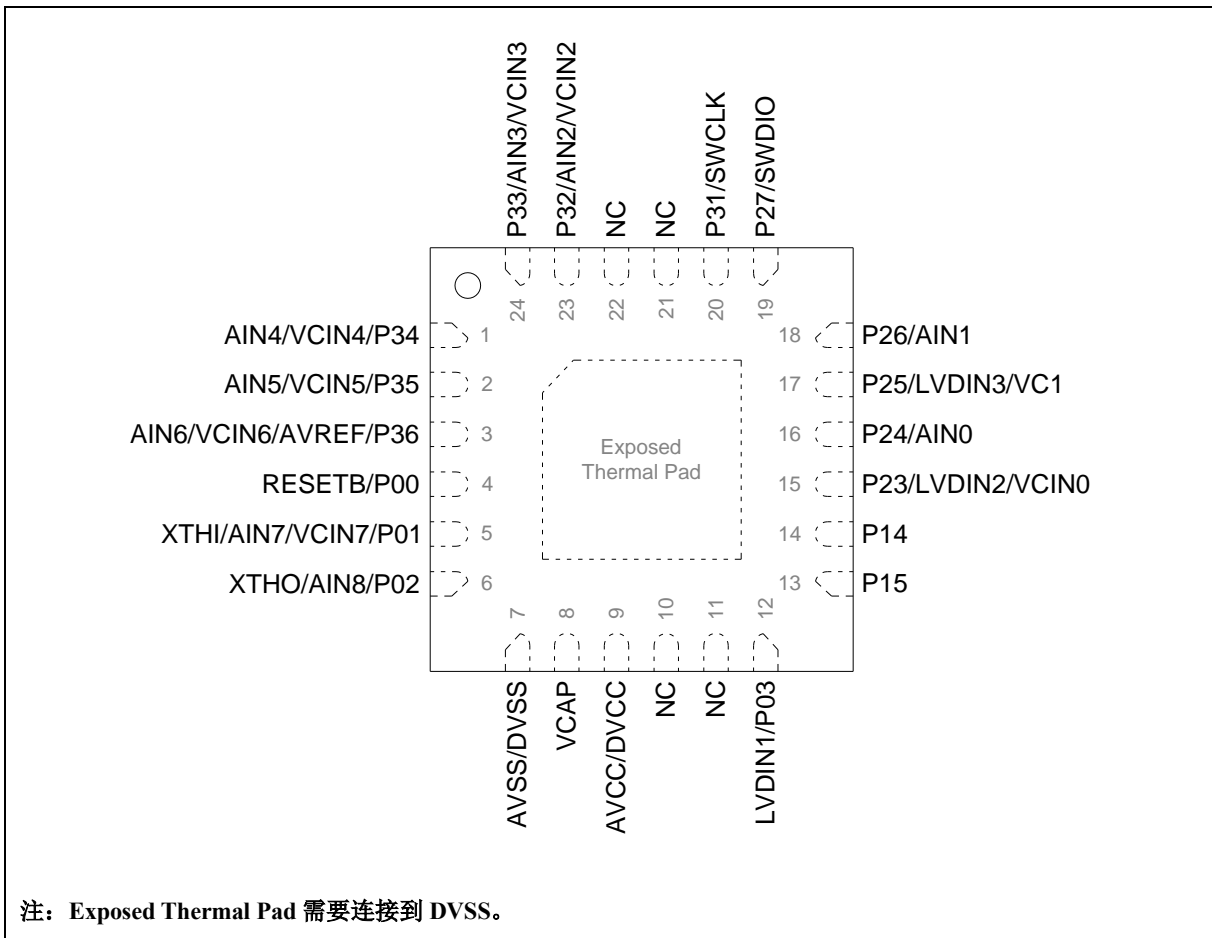 P33/AIN3/VCIN3
P32/AIN2/VCIN2
NC
NC
P31/SWCLK
P27/SWDIO
24
23
22
21
20
19
AIN4/VCIN4/P34
1
18
P26/AIN1
AIN5/VCIN5/P35
2
17
P25/LVDIN3/VC1
AIN6/VCIN6/AVREF/P36
3
16
P24/AIN0
Exposed
Thermal Pad
RESETB/P00
4
15
P23/LVDIN2/VCIN0
XTHI/AIN7/VCIN7/P01
5
14
P14
XTHO/AIN8/P02
6
13
P15
7
8
9
10
11
12
AVSS/DVSS
VCAP
AVCC/DVCC
NC
NC
LVDIN1/P03
注：Exposed Thermal Pad 需要连接到 DVSS。